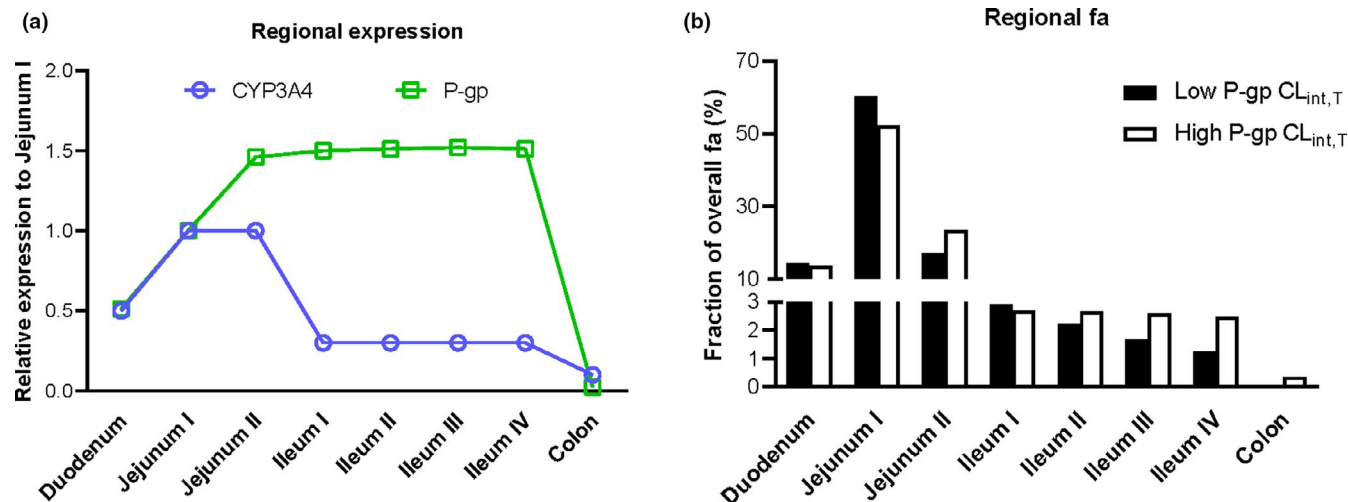 (a)
Regional expression
CYP3A4
P-gp
Relative expression to Jejunum I
2.0
1.5
1.0
0.5
0.0
Duodenum
Jejunum I
Jejunum II
Ileum I
Ileum II
Ileum III
Ileum IV
Colon
(b)
Regional fa
Low P-gp CLint,T
High P-gp CLint,T
Fraction of overall fa (%)
70
50
30
10
3
2
1
0
Duodenum
Jejunum I
Jejunum II
Ileum I
Ileum II
Ileum III
Ileum IV
Colon